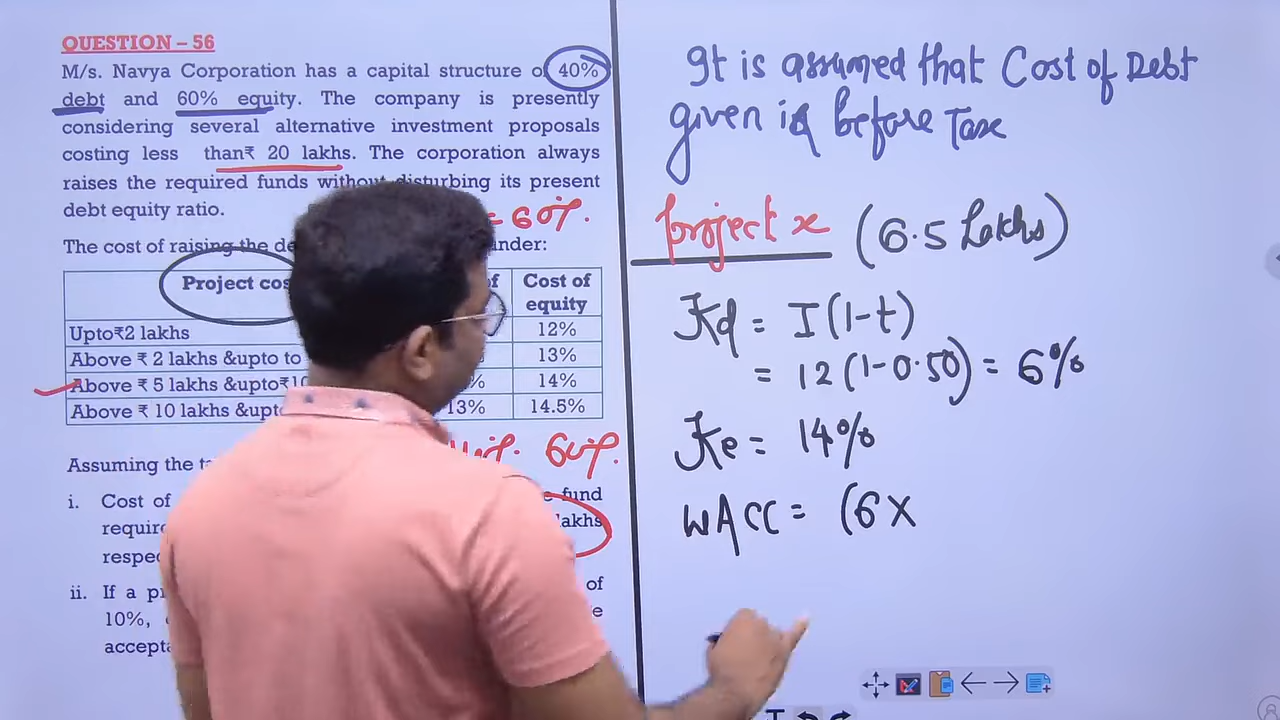 QUESTION – 56
M/s. Navya Corporation has a capital structure of 40%
debt and 60% equity. The company is presently
considering several alternative investment proposals
costing less than₹ 20 lakhs. The corporation always
raises the required funds without disturbing its present
debt equity ratio.
= 60%.
The cost of raising the de under:
Project cos of Cost of equity
Upto₹2 lakhs 12%
Above ₹ 2 lakhs &upto to 13%
Above ₹ 5 lakhs &upto₹10 % 14%
Above ₹ 10 lakhs &upt 13% 14.5%
60%.
Assuming the ta
i. Cost of fund
require lakhs
respe
ii. If a pr of
10%,
accepta
It is assumed that Cost of Debt
given is before Tax
Project x (6.5 Lakhs)
Kd = I(1-t)
= 12(1-0.50) = 6%
Ke = 14%
WACC = (6 X